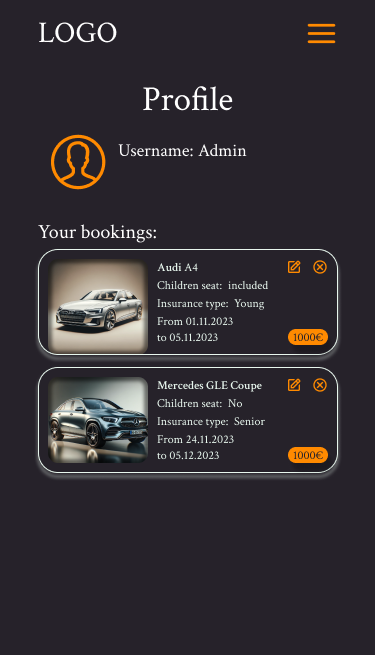 LOGO
Profile
Username: Admin
Your bookings:
Audi A4
Children seat: included
Insurance type: Young
From 01.11.2023
to 05.11.2023
1000€
Mercedes GLE Coupe
Children seat: No
Insurance type: Senior
From 24.11.2023
to 05.12.2023
1000€